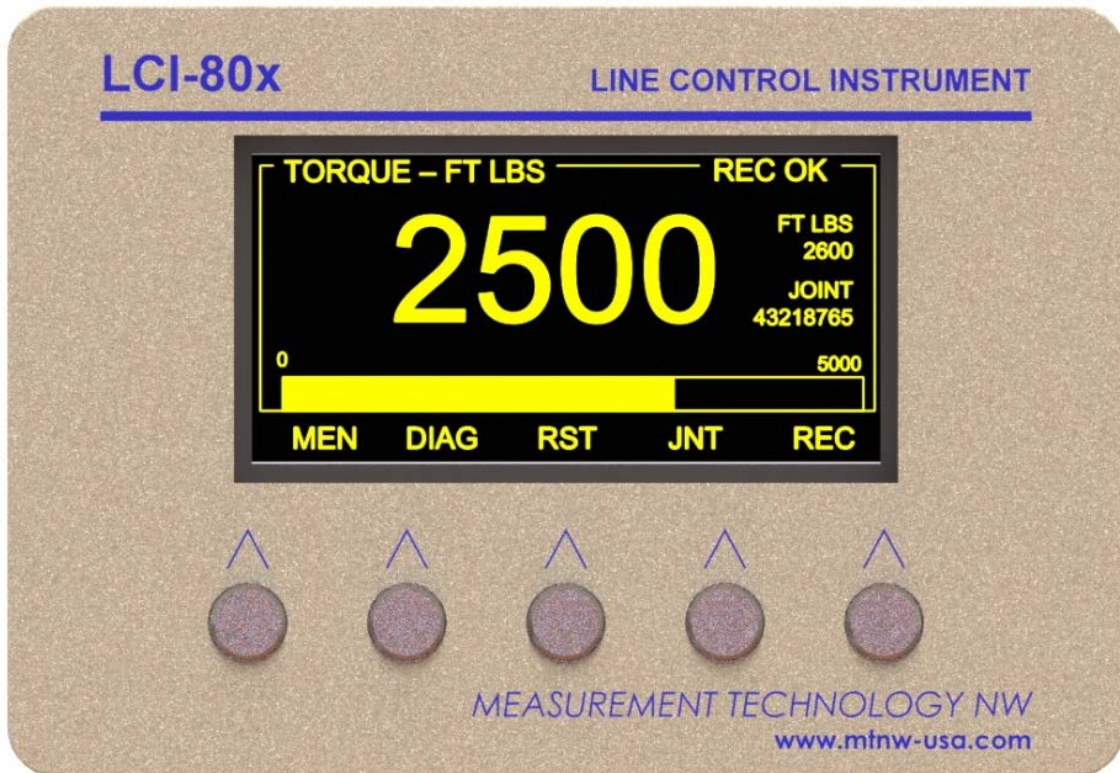 LCI-80x LINE CONTROL INSTRUMENT
TORQUE – FT LBS REC OK
2500
FT LBS
2600
JOINT
43218765
0 5000
MEN DIAG RST JNT REC
MEASUREMENT TECHNOLOGY NW
www.mtnw-usa.com